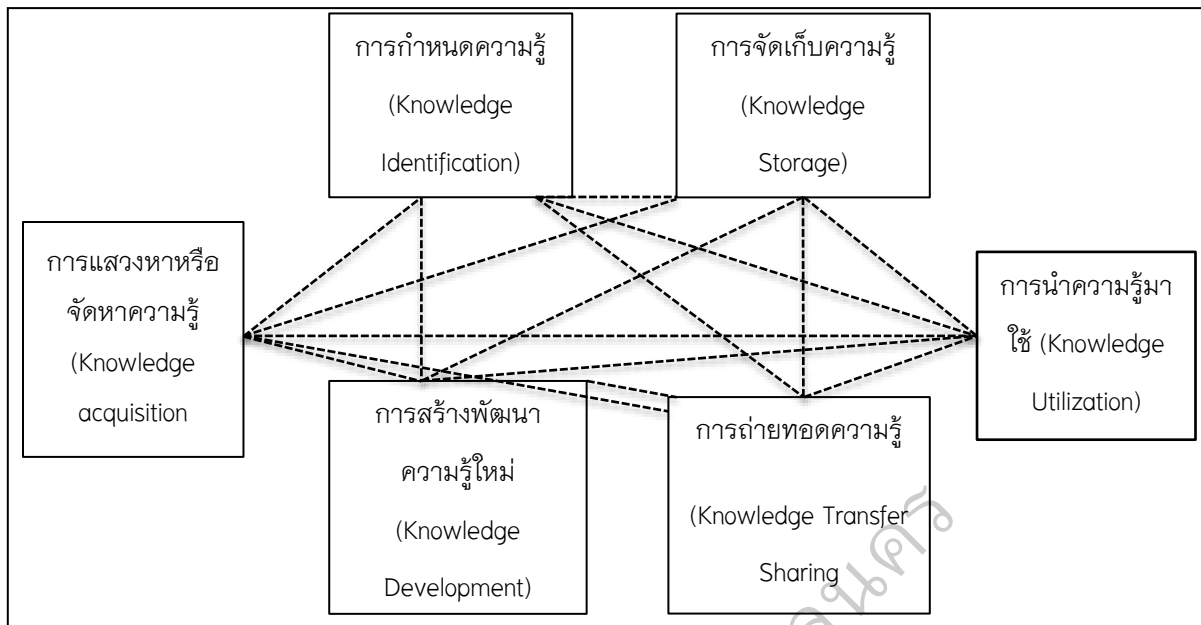 การกำหนดความรู้
(Knowledge
Identification)
การจัดเก็บความรู้
(Knowledge
Storage)
การแสวงหาหรือ
จัดหาความรู้
(Knowledge
acquisition
การนำความรู้มา
ใช้ (Knowledge
Utilization)
การสร้างพัฒนา
ความรู้ใหม่
(Knowledge
Development)
การถ่ายทอดความรู้
(Knowledge Transfer
Sharing